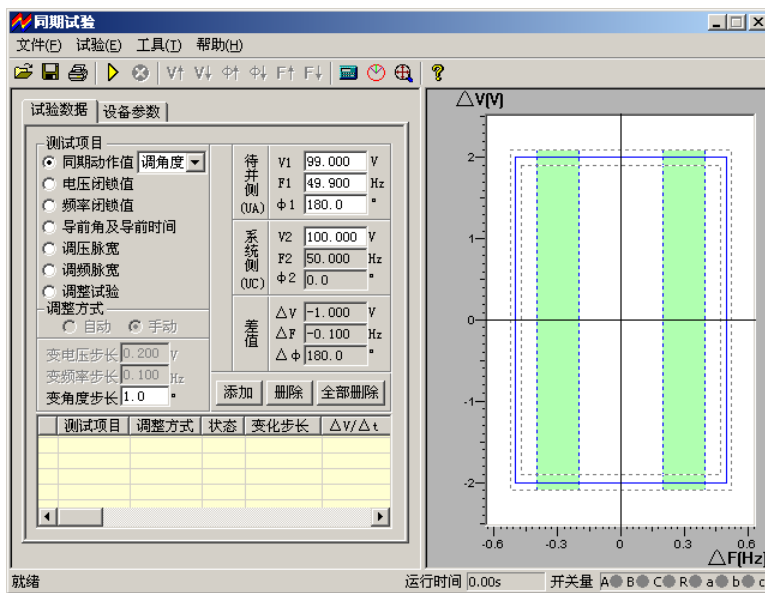 同期试验
文件(F) 试验(E) 工具(T) 帮助(H)
V↑ V↓ Φ↑ Φ↓ F↑ F↓
试验数据 设备参数
测试项目
同期动作值 调角度
电压闭锁值
频率闭锁值
导前角及导前时间
调压脉宽
调频脉宽
调整试验
调整方式
自动 手动
变电压步长 0.200 V
变频率步长 0.100 Hz
变角度步长 1.0 °
待并侧(UA)
V1 99.000 V
F1 49.900 Hz
Φ1 180.0 °
系统侧(UC)
V2 100.000 V
F2 50.000 Hz
Φ2 0.0 °
差值
△V -1.000 V
△F -0.100 Hz
△Φ 180.0 °
添加 删除 全部删除
测试项目 调整方式 状态 变化步长 △V/△t
△V(V)
2
1
0
-1
-2
-0.6 -0.3 0 0.3 0.6
△F(Hz)
就绪 运行时间 0.00s 开关量 A B C R a b c